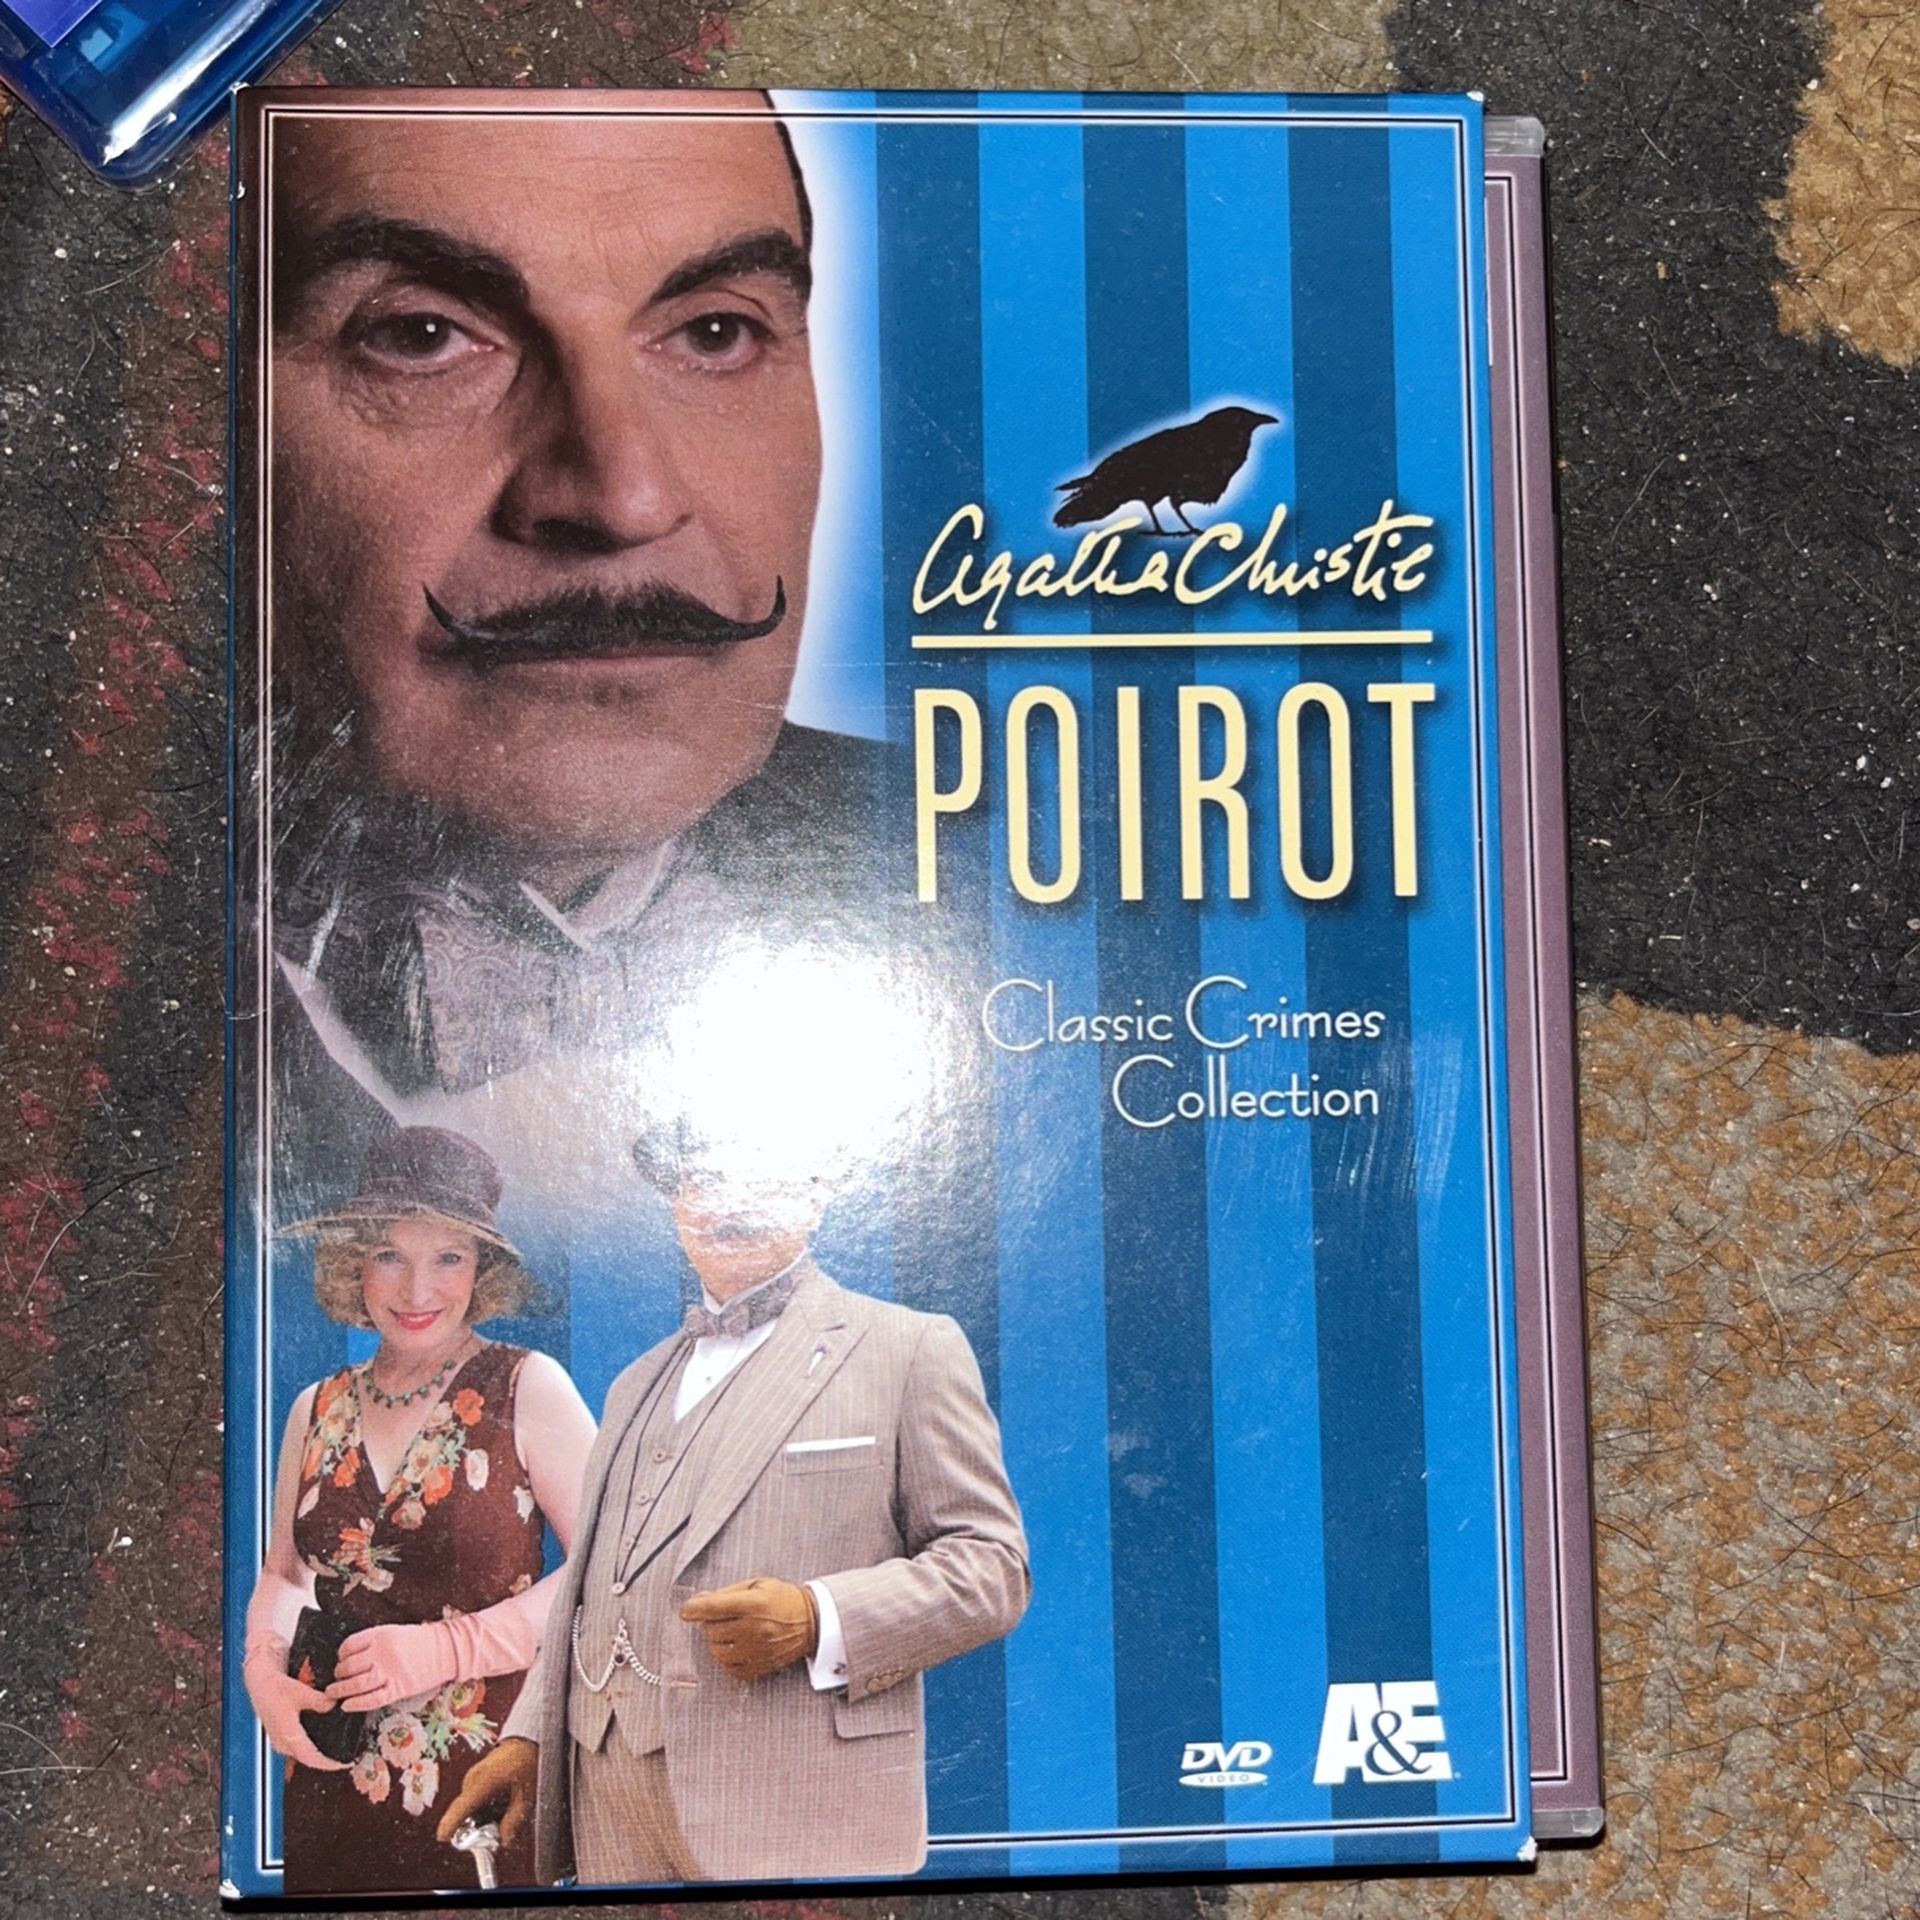 Agatha Christie
POIROT
Classic Crimes
Collection
DVD
VIDEO
A&E